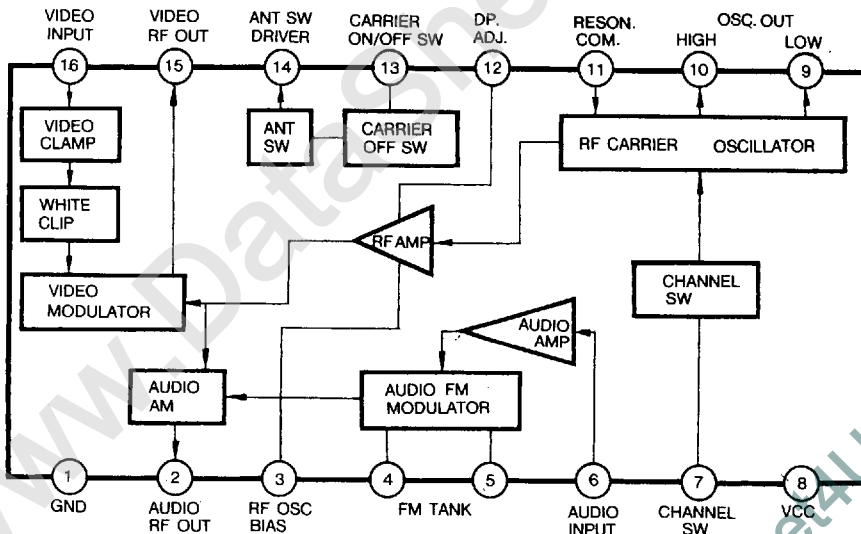 VIDEO INPUT
VIDEO RF OUT
ANT SW DRIVER
CARRIER ON/OFF SW
DP. ADJ.
RESON. COM.
OSC. OUT
HIGH
LOW
16
15
14
13
12
11
10
9
VIDEO CLAMP
ANT SW
CARRIER OFF SW
RF CARRIER OSCILLATOR
WHITE CLIP
RF AMP
VIDEO MODULATOR
CHANNEL SW
AUDIO AMP
AUDIO AM
AUDIO FM MODULATOR
1
2
3
4
5
6
7
8
GND
AUDIO RF OUT
RF OSC BIAS
FM TANK
AUDIO INPUT
CHANNEL SW
VCC